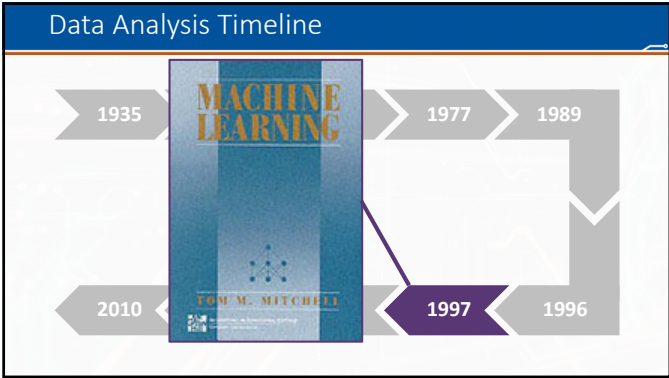 Data Analysis Timeline
MACHINE
LEARNING
1935
1977
1989
TOM M. MITCHELL
2010
1997
1996